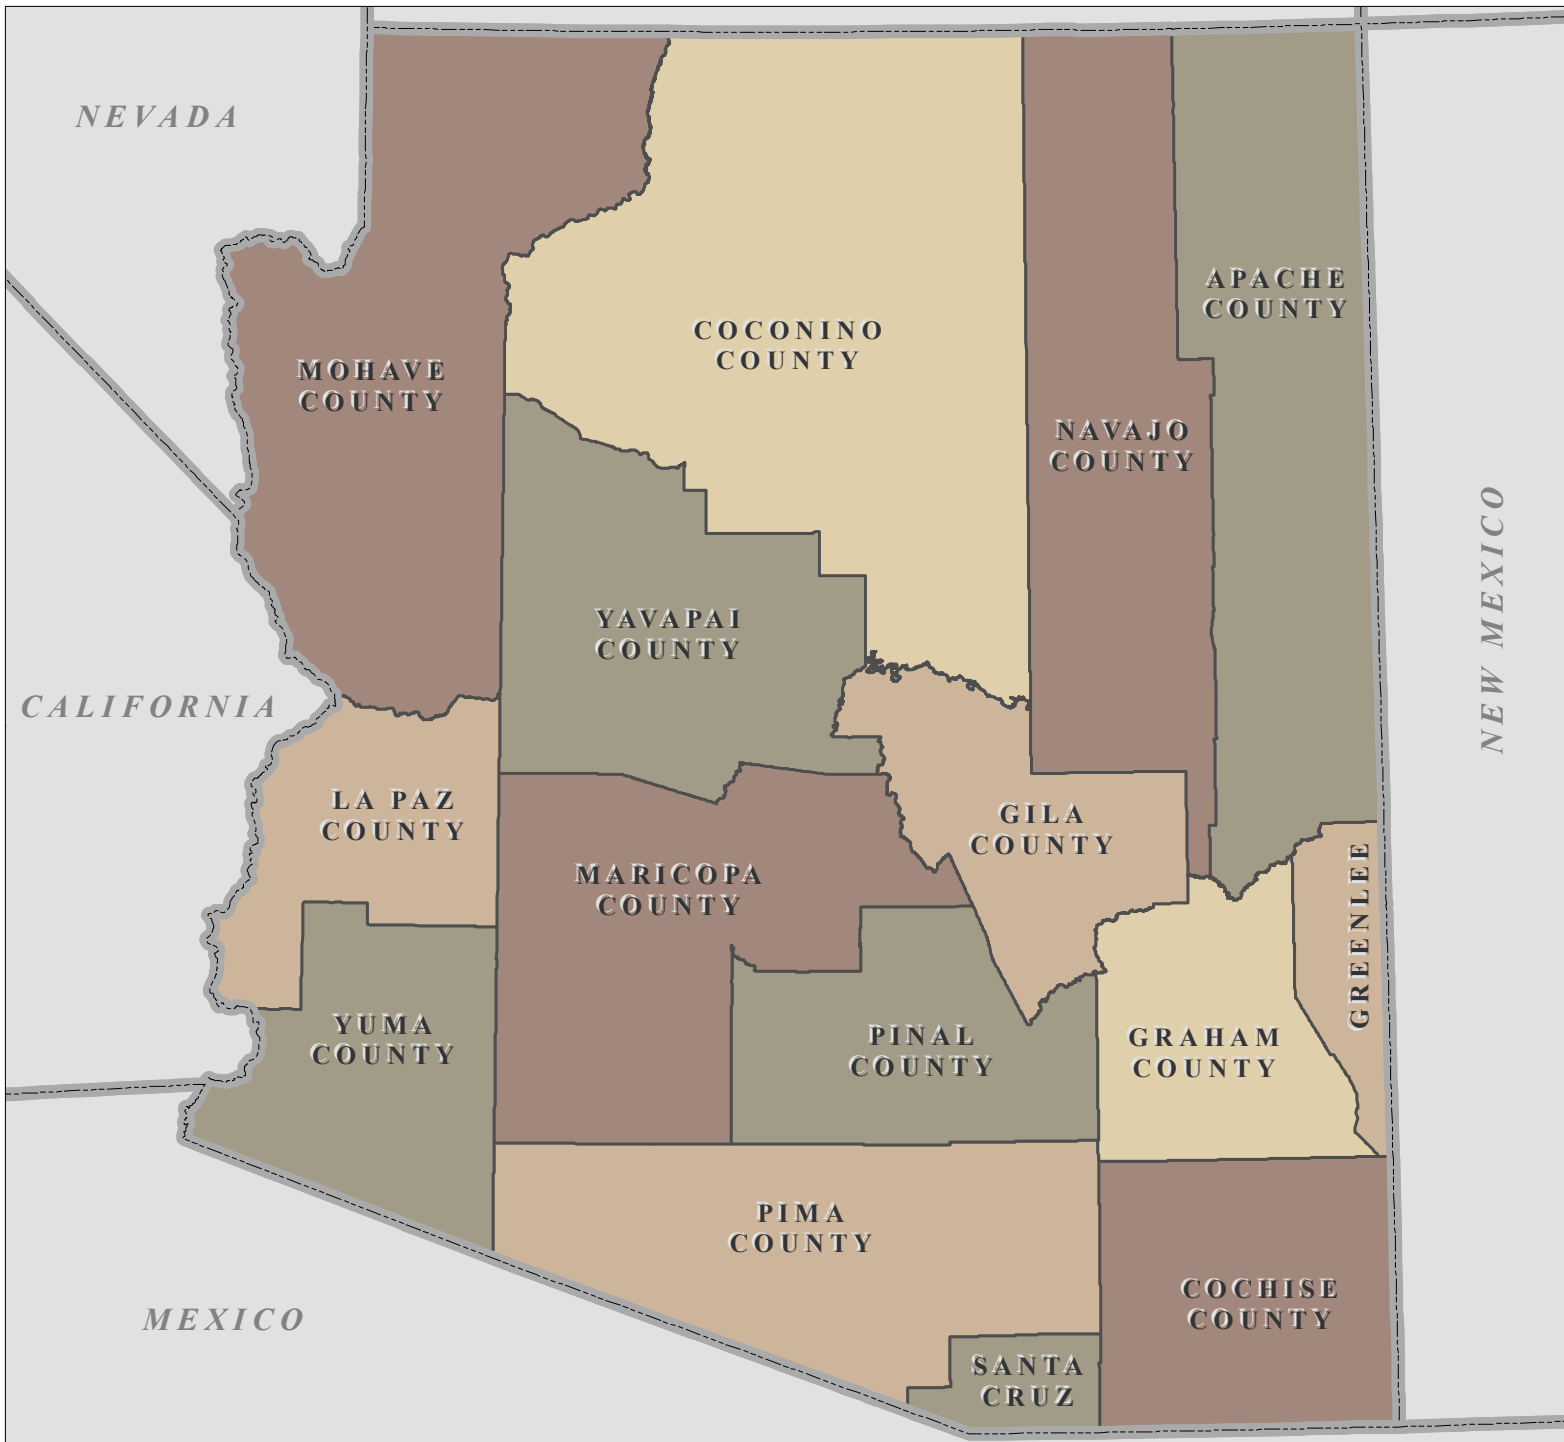 NEVADA
APACHE
COUNTY
COCONINO
COUNTY
MOHAVE
COUNTY
NAVAJO
COUNTY
NEW MEXICO
YAVAPAI
COUNTY
CALIFORNIA
LA PAZ
COUNTY
GILA
COUNTY
MARICOPA
COUNTY
GREENLEE
YUMA
COUNTY
PINAL
COUNTY
GRAHAM
COUNTY
PIMA
COUNTY
COCHISE
COUNTY
MEXICO
SANTA
CRUZ